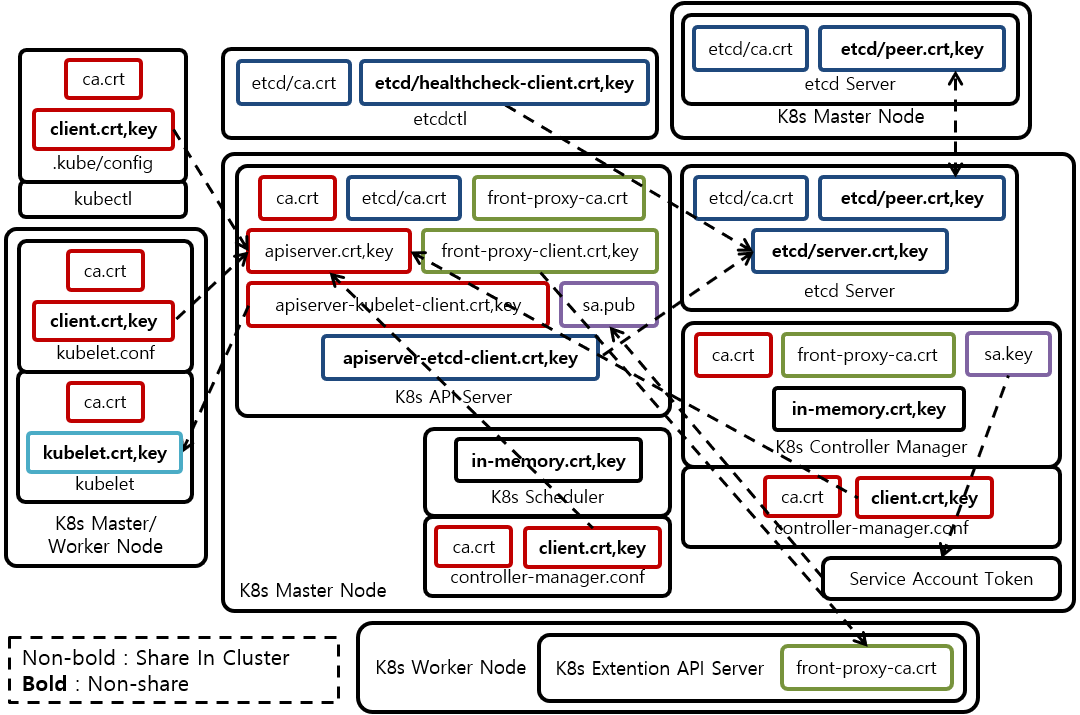 ca.crt
client.crt,key
.kube/config
kubectl
etcd/ca.crt
etcd/healthcheck-client.crt,key
etcdctl
etcd/ca.crt
etcd/peer.crt,key
etcd Server
K8s Master Node
ca.crt
client.crt,key
kubelet.conf
ca.crt
kubelet.crt,key
kubelet
K8s Master/
Worker Node
ca.crt
etcd/ca.crt
front-proxy-ca.crt
apiserver.crt,key
front-proxy-client.crt,key
apiserver-kubelet-client.crt,key
sa.pub
apiserver-etcd-client.crt,key
K8s API Server
etcd/ca.crt
etcd/peer.crt,key
etcd/server.crt,key
etcd Server
ca.crt
front-proxy-ca.crt
sa.key
in-memory.crt,key
K8s Controller Manager
ca.crt
client.crt,key
controller-manager.conf
in-memory.crt,key
K8s Scheduler
ca.crt
client.crt,key
controller-manager.conf
Service Account Token
K8s Master Node
Non-bold : Share In Cluster
Bold : Non-share
K8s Worker Node
K8s Extention API Server
front-proxy-ca.crt